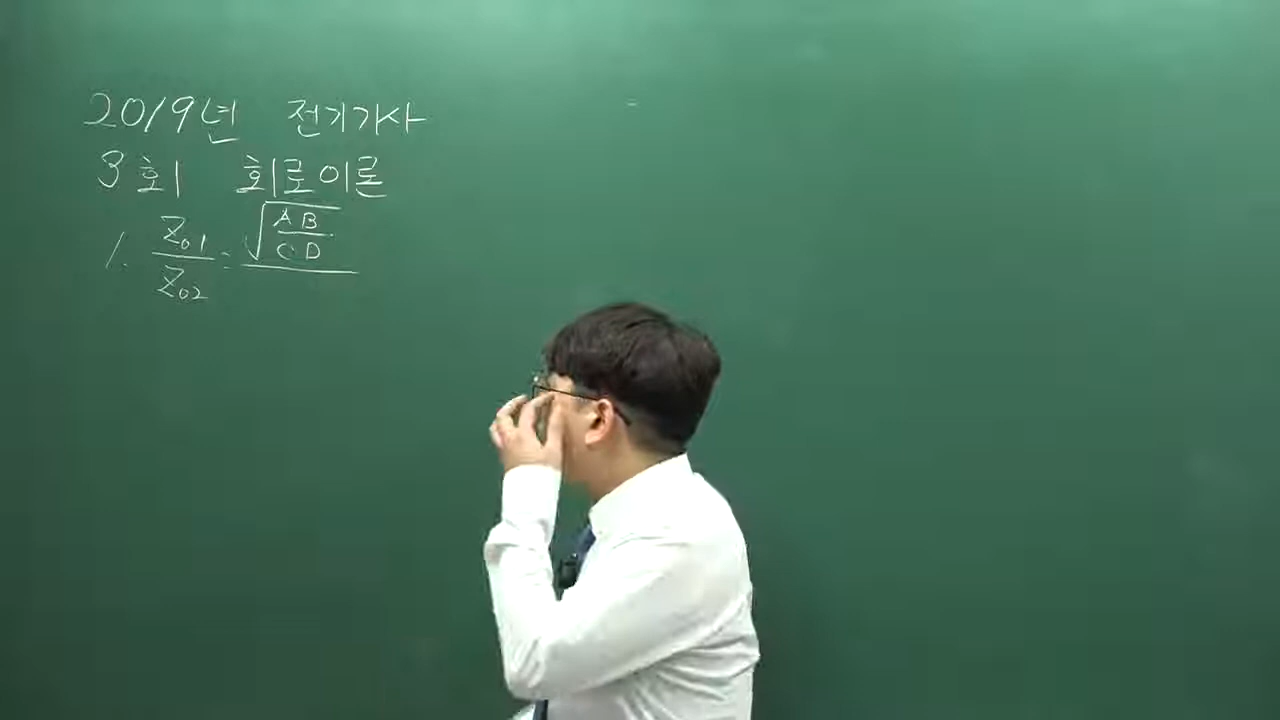 2019년 전기기사
3회 회로이론
1. Z01/Z02 = √(AB/CD)